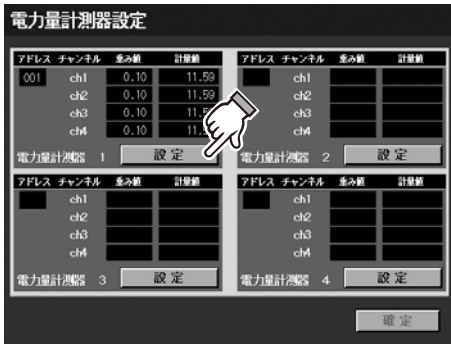 電力量計測器設定
アドレス チャンネル 重み値 計量値
001 ch1 0.10 11.59
ch2 0.10 11.59
ch3 0.10
ch4 0.10
電力量計測器 1 設定
アドレス チャンネル 重み値 計量値
ch1
ch2
ch3
ch4
電力量計測器 2 設定
アドレス チャンネル 重み値 計量値
ch1
ch2
ch3
ch4
電力量計測器 3 設定
アドレス チャンネル 重み値 計量値
ch1
ch2
ch3
ch4
電力量計測器 4 設定
確定